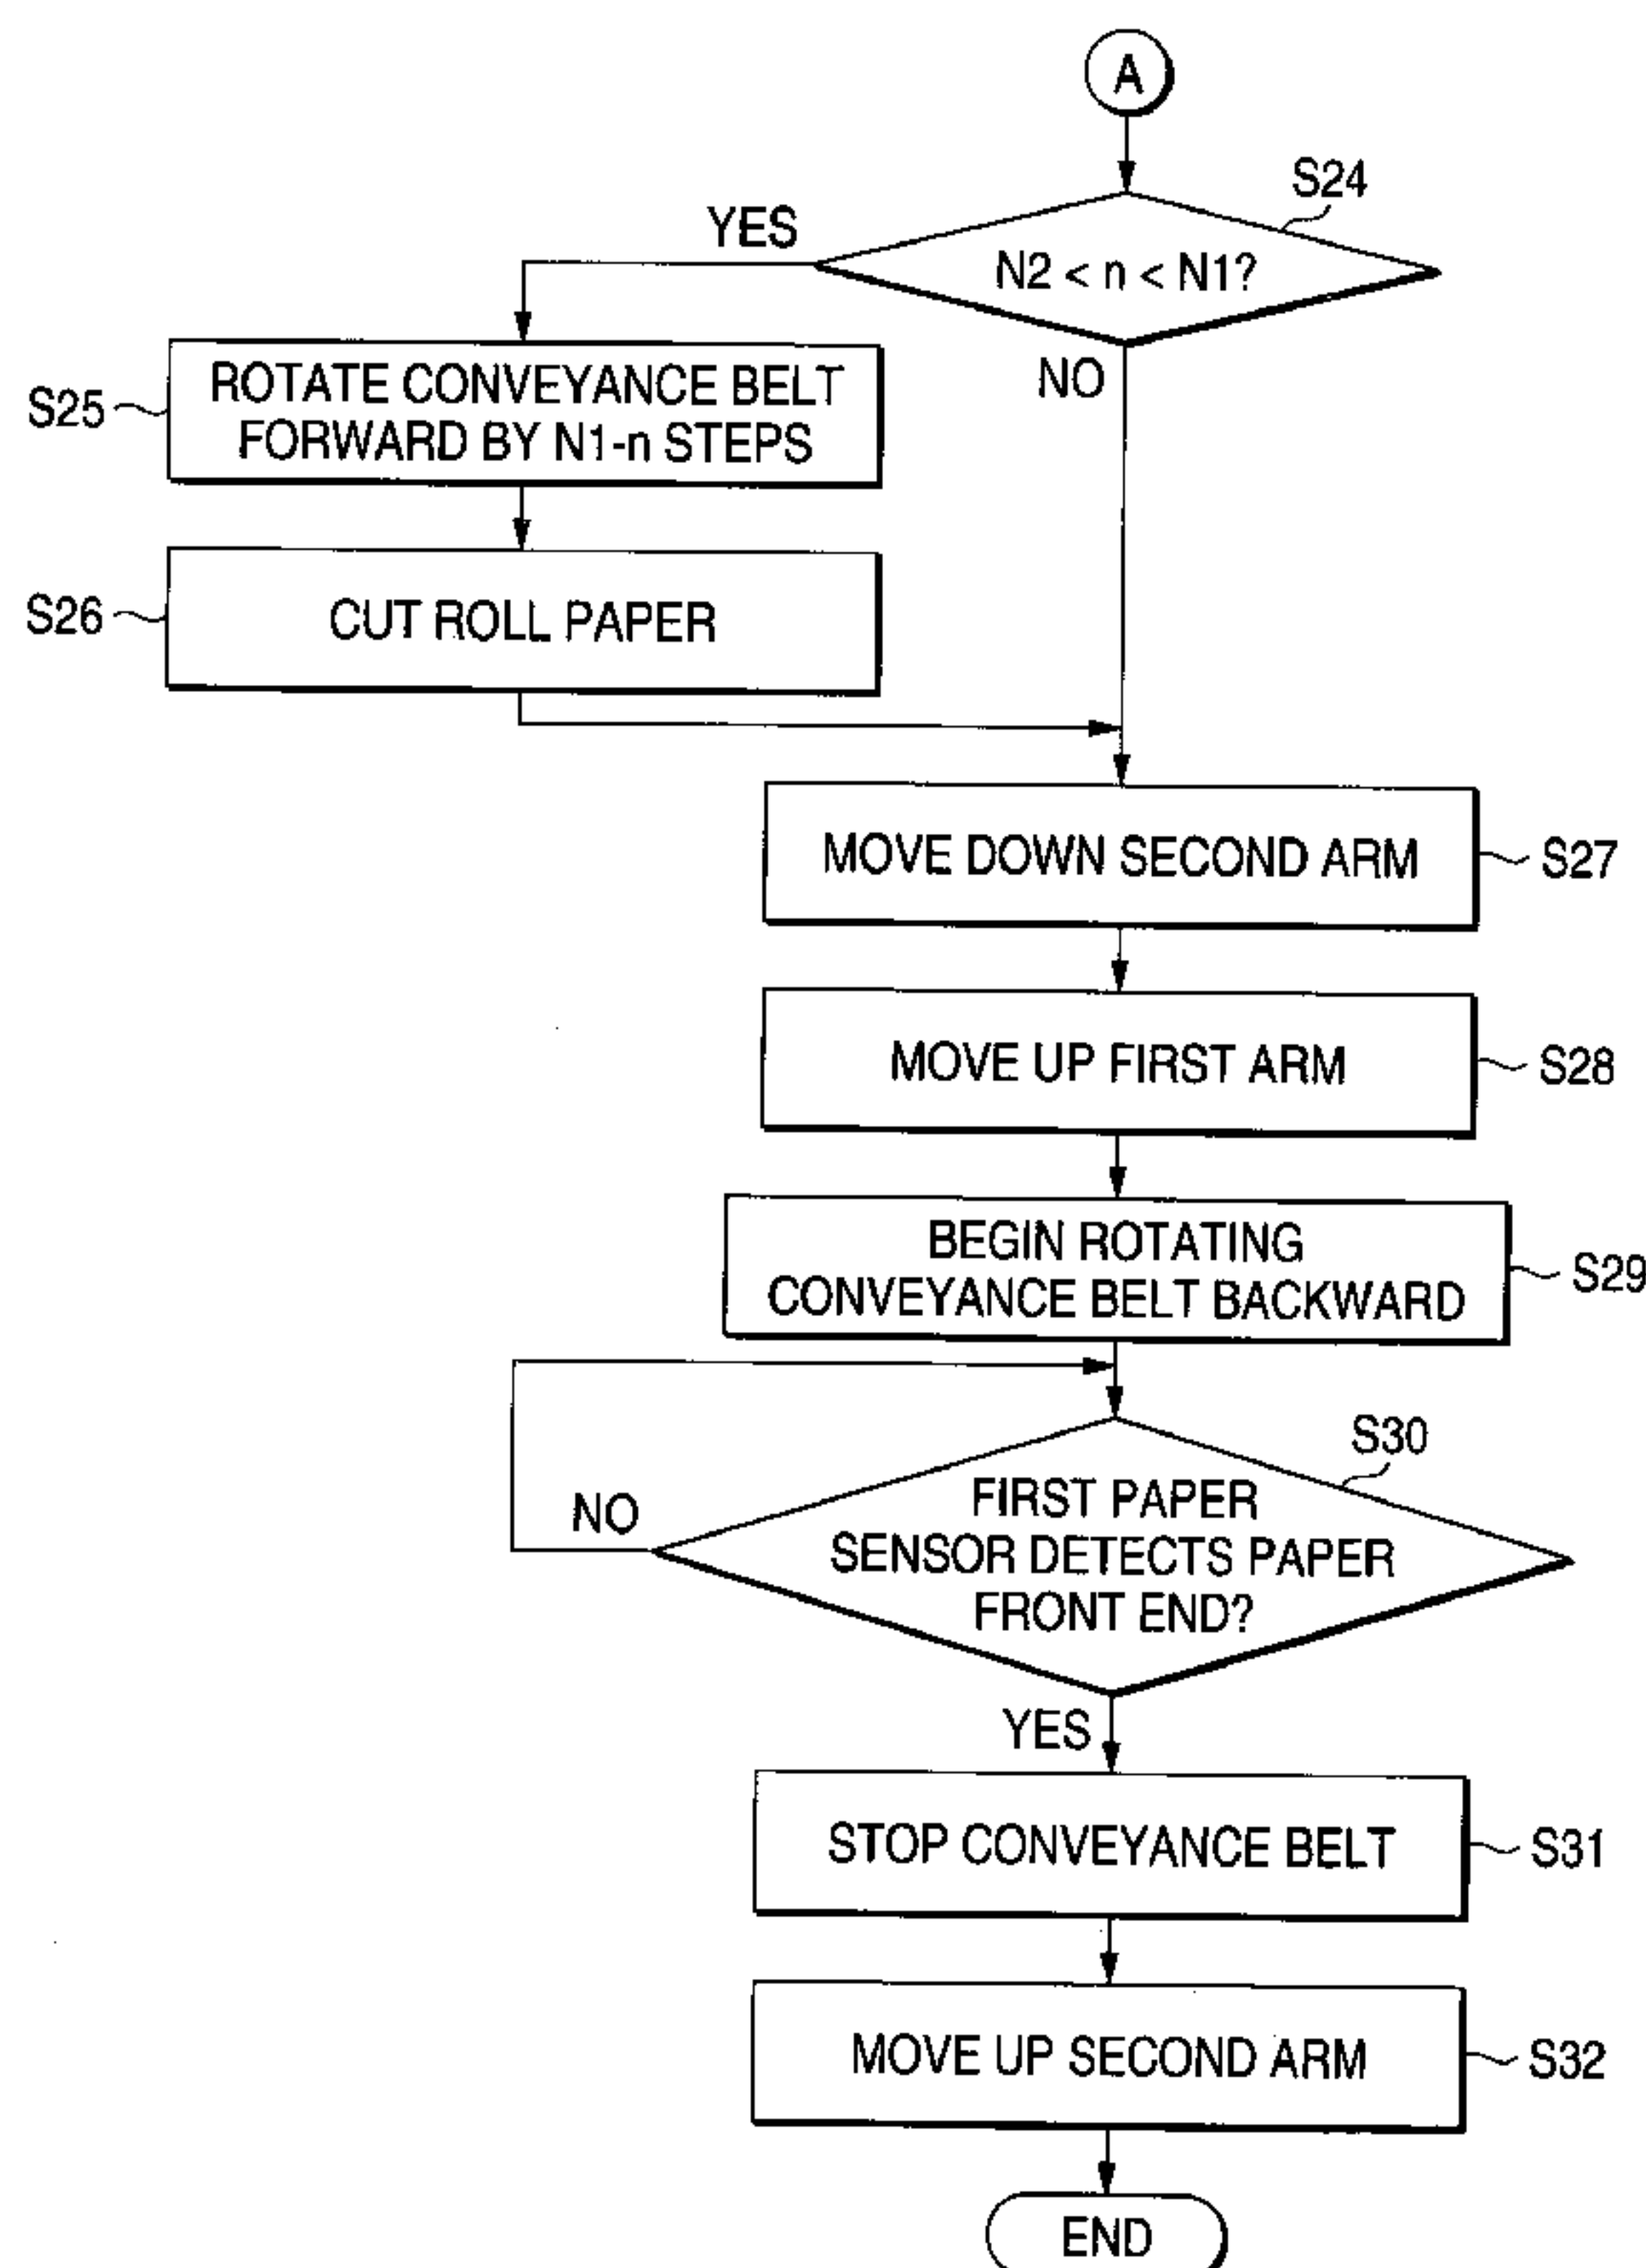 A
S24
YES
N2 < n < N1?
NO
S25
ROTATE CONVEYANCE BELT
FORWARD BY N1-n STEPS
S26
CUT ROLL PAPER
MOVE DOWN SECOND ARM
S27
MOVE UP FIRST ARM
S28
BEGIN ROTATING
CONVEYANCE BELT BACKWARD
S29
S30
NO
FIRST PAPER
SENSOR DETECTS PAPER
FRONT END?
YES
STOP CONVEYANCE BELT
S31
MOVE UP SECOND ARM
S32
END